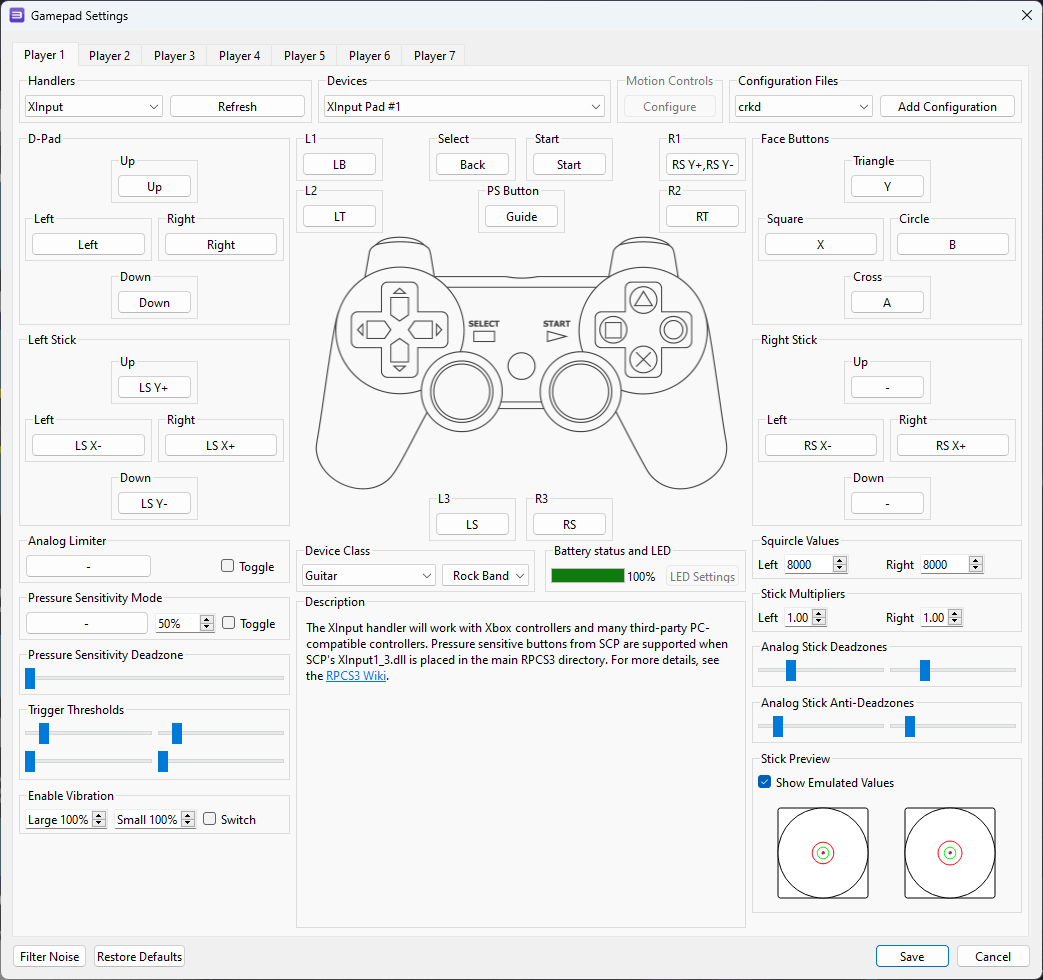 Gamepad Settings
Player 1 Player 2 Player 3 Player 4 Player 5 Player 6 Player 7
Handlers
XInput Refresh
Devices
XInput Pad #1
Motion Controls
Configure
Configuration Files
crkd Add Configuration
D-Pad
Up
Up
Left
Left
Right
Right
Down
Down
L1
LB
Select
Back
Start
Start
R1
RS Y+,RS Y-
L2
LT
PS Button
Guide
R2
RT
Face Buttons
Triangle
Y
Square
X
Circle
B
Cross
A
SELECT START
Left Stick
Up
LS Y+
Left
LS X-
Right
LS X+
Down
LS Y-
Right Stick
Up
-
Left
RS X-
Right
RS X+
Down
-
L3
LS
R3
RS
Analog Limiter
- Toggle
Pressure Sensitivity Mode
- 50% Toggle
Pressure Sensitivity Deadzone
Trigger Thresholds
Enable Vibration
Large 100% Small 100% Switch
Device Class
Guitar Rock Band
Battery status and LED
100% LED Settings
Description
The XInput handler will work with Xbox controllers and many third-party PC-
compatible controllers. Pressure sensitive buttons from SCP are supported when
SCP's XInput1_3.dll is placed in the main RPCS3 directory. For more details, see
the RPCS3 Wiki.
Squircle Values
Left 8000 Right 8000
Stick Multipliers
Left 1.00 Right 1.00
Analog Stick Deadzones
Analog Stick Anti-Deadzones
Stick Preview
Show Emulated Values
Filter Noise Restore Defaults Save Cancel